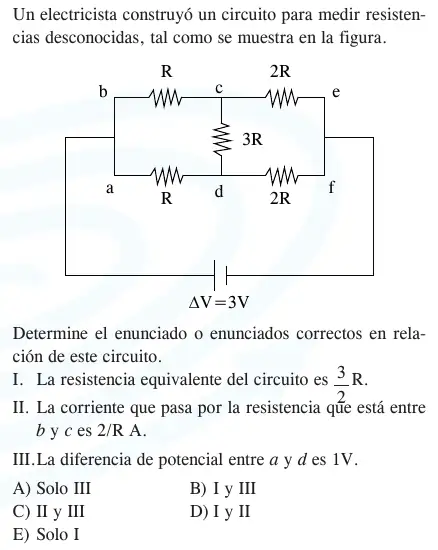 Un electricista construyó un circuito para medir resisten-
cias desconocidas, tal como se muestra en la figura.
R 2R
b c e
3R
a d f
R 2R
ΔV=3V
Determine el enunciado o enunciados correctos en rela-
ción de este circuito.
I. La resistencia equivalente del circuito es 3/2 R.
II. La corriente que pasa por la resistencia que está entre
b y c es 2/R A.
III.La diferencia de potencial entre a y d es 1V.
A) Solo III B) I y III
C) II y III D) I y II
E) Solo I